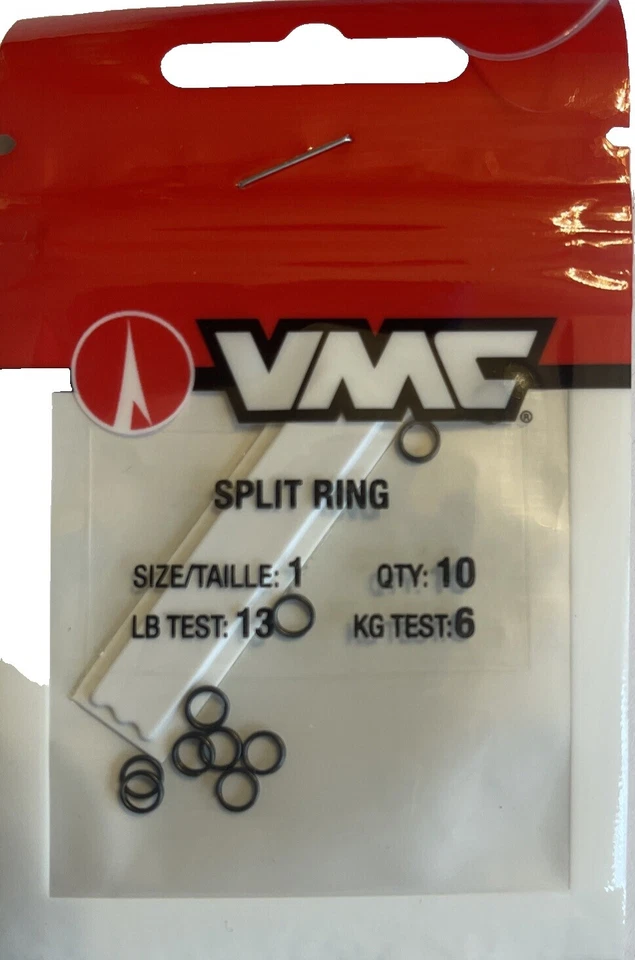 VMC®
SPLIT RING
SIZE/TAILLE: 1 QTY: 10
LB TEST: 13 KG TEST: 6